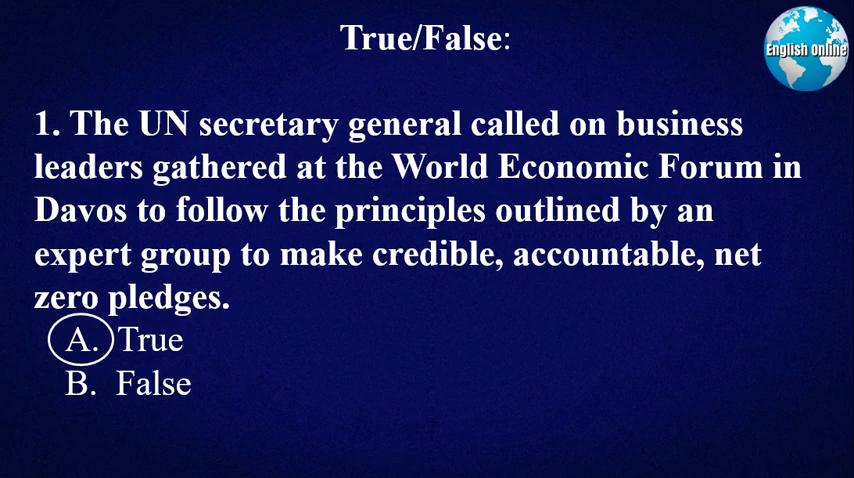 True/False:
English Online
1. The UN secretary general called on business
leaders gathered at the World Economic Forum in
Davos to follow the principles outlined by an
expert group to make credible, accountable, net
zero pledges.
A. True
B. False